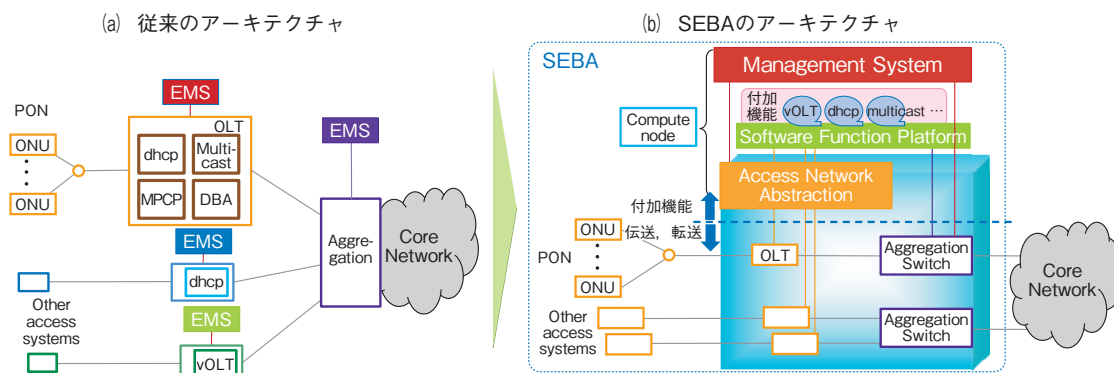 (a) 従来のアーキテクチャ
EMS
PON
OLT
EMS
ONU
dhcp
Multi-
cast
ONU
MPCP
DBA
EMS
Aggre-
gation
Core
Network
dhcp
Other
access
systems
EMS
vOLT
(b) SEBAのアーキテクチャ
SEBA
Management System
付加
機能
vOLT
dhcp
multicast …
Compute
node
Software Function Platform
Access Network
Abstraction
付加機能
伝送，転送
ONU
PON
ONU
OLT
Aggregation
Switch
Core
Network
Other
access
systems
Aggregation
Switch